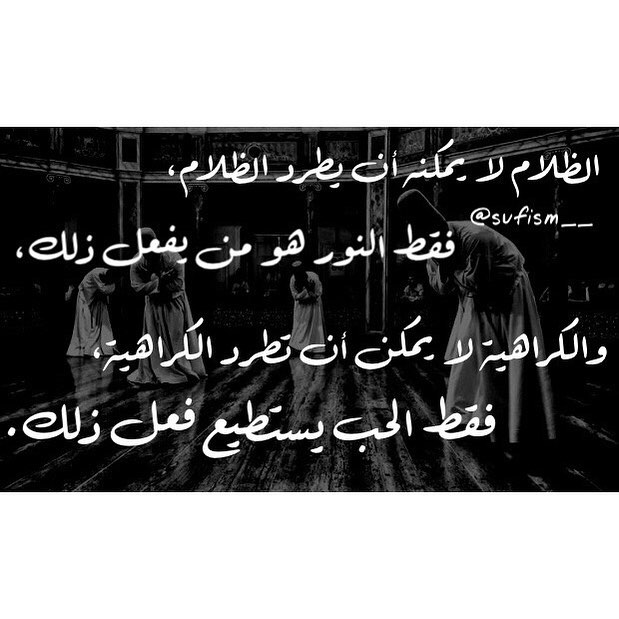 الظلام لا يمكنه أن يطرد الظلام،
@sufism__
فقط النور هو من يفعل ذلك،
والكراهية لا يمكن أن تطرد الكراهية،
فقط الحب يستطيع فعل ذلك.